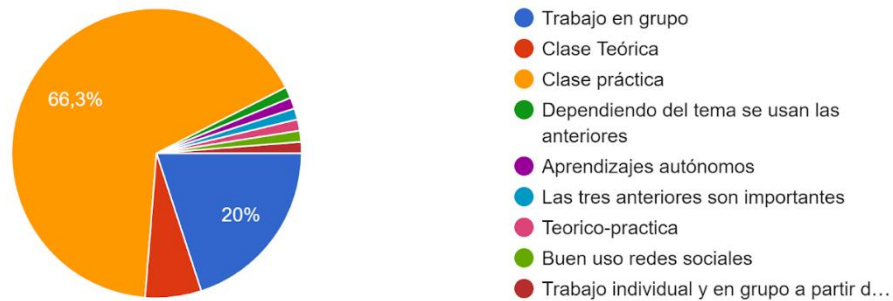 66,3%
20%
Trabajo en grupo
Clase Teórica
Clase práctica
Dependiendo del tema se usan las
anteriores
Aprendizajes autónomos
Las tres anteriores son importantes
Teorico-practica
Buen uso redes sociales
Trabajo individual y en grupo a partir d…